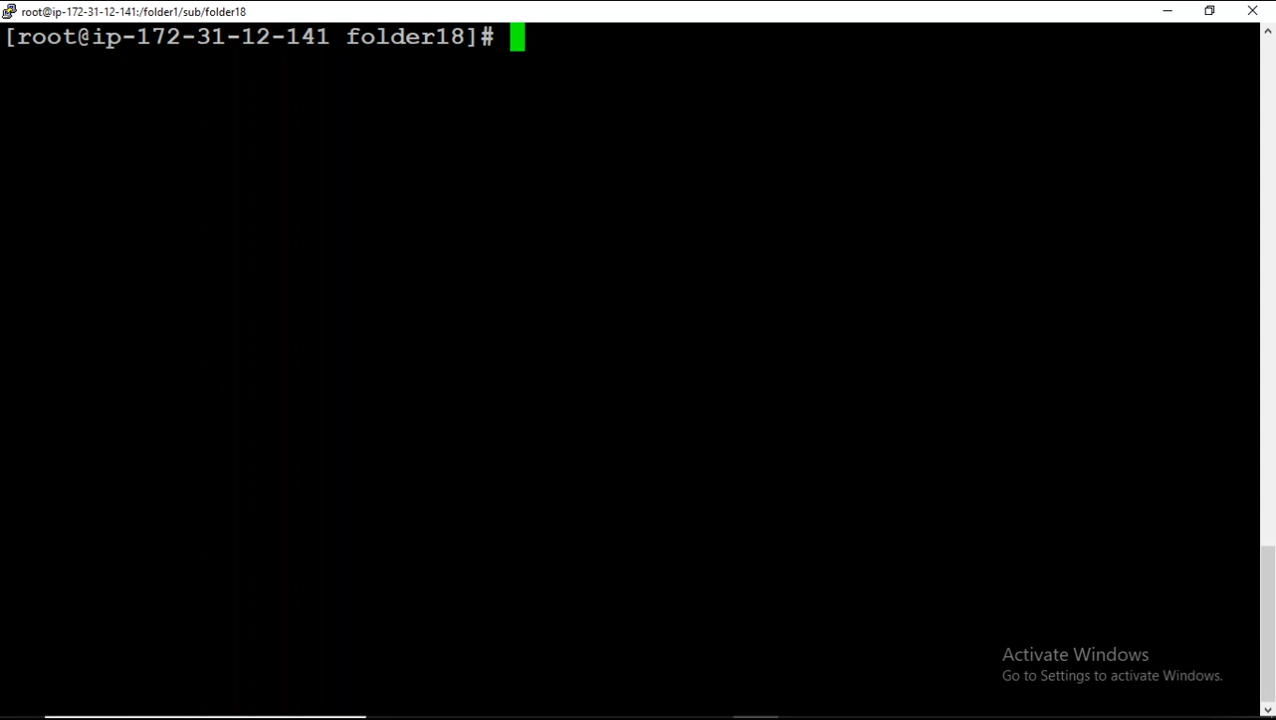 root@ip-172-31-12-141:/folder1/sub/folder18
[root@ip-172-31-12-141 folder18]#
Activate Windows
Go to Settings to activate Windows.